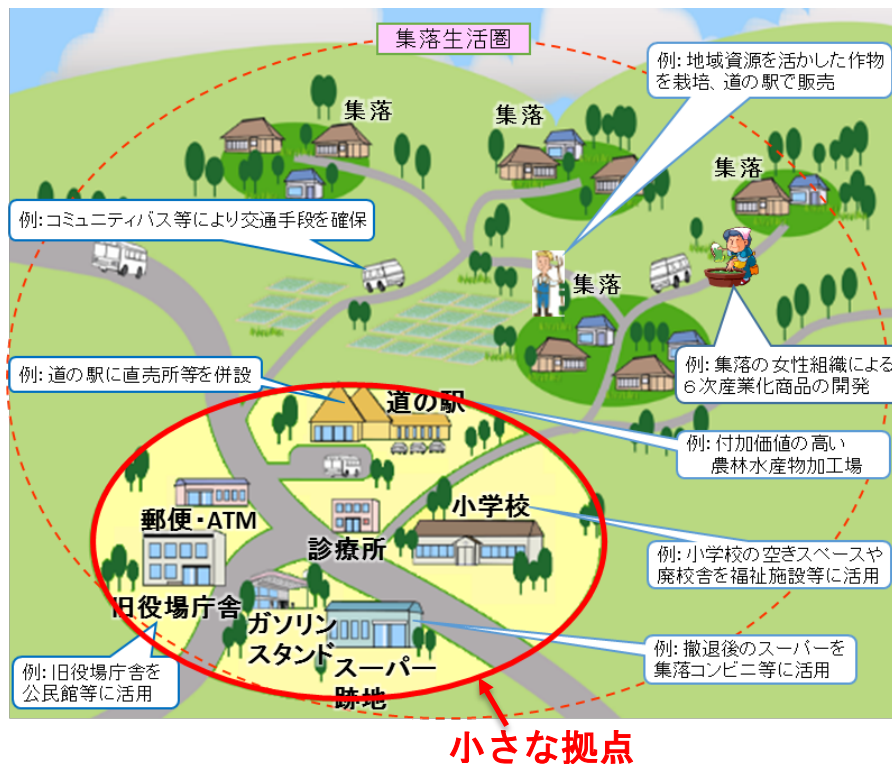 集落生活圏
例：地域資源を活かした作物
を栽培、道の駅で販売
集落
集落
集落
例：コミュニティバス等により交通手段を確保
集落
例：集落の女性組織による
６次産業化商品の開発
例：道の駅に直売所等を併設
道の駅
例：付加価値の高い
農林水産物加工場
郵便・ATM
小学校
診療所
例：小学校の空きスペースや
廃校舎を福祉施設等に活用
旧役場庁舎
ガソリン
スタンド
スーパー
跡地
例：撤退後のスーパーを
集落コンビニ等に活用
例：旧役場庁舎を
公民館等に活用
小さな拠点